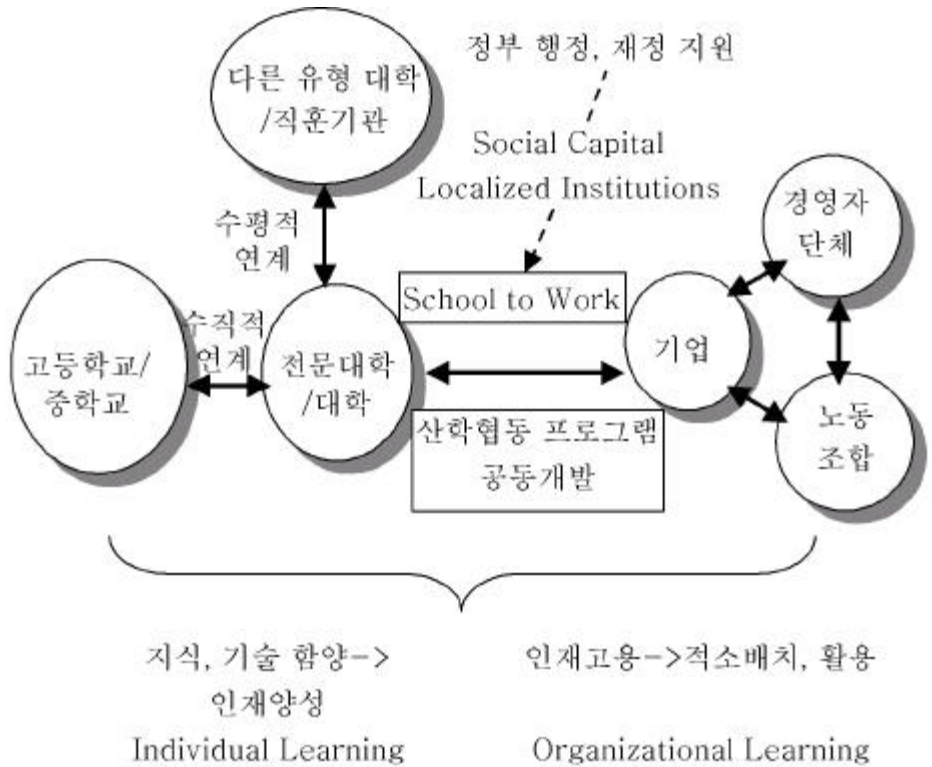 정부 행정, 재정 지원
다른 유형 대학
/직훈기관
Social Capital
Localized Institutions
경영자
단체
수평적
연계
School to Work
수직적
연계
고등학교/
중학교
전문대학
/대학
기업
산학협동 프로그램
공동개발
노동
조합
지식, 기술 함양->
인재양성
Individual Learning
인재고용->적소배치, 활용
Organizational Learning